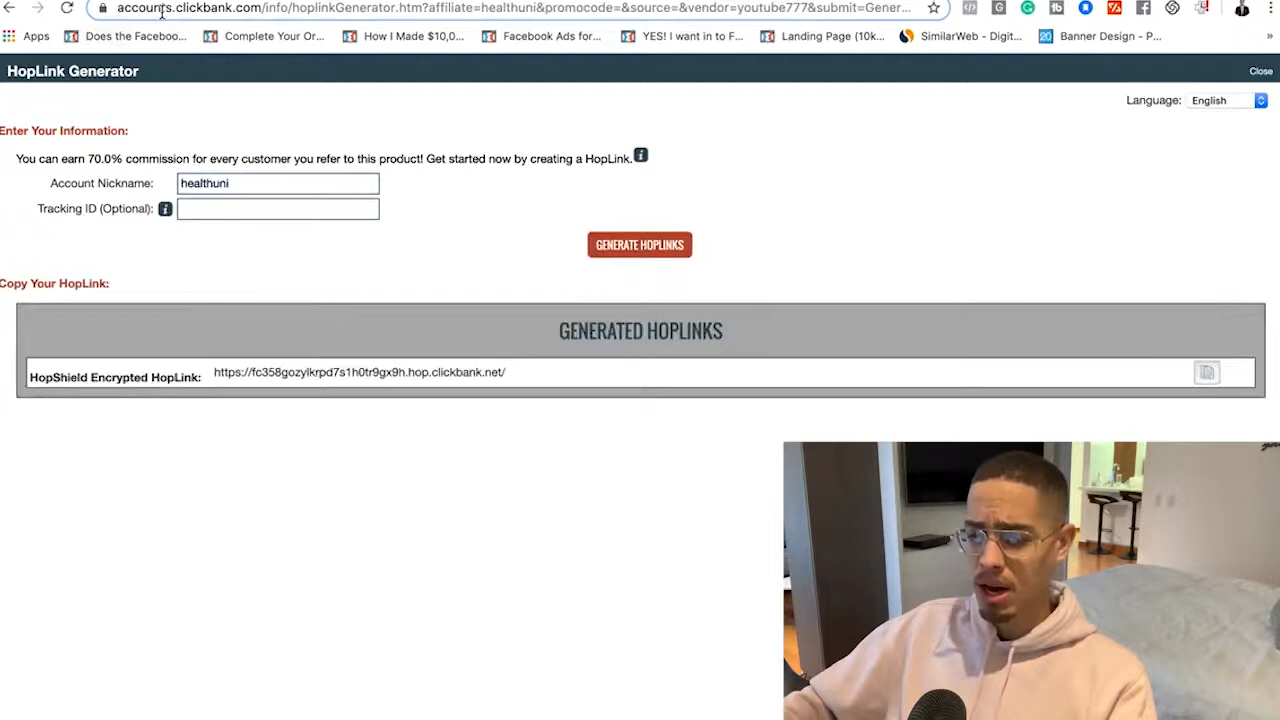 accounts.clickbank.com/info/hoplinkGenerator.htm?affiliate=healthuni&promocode=&source=&vendor=youtube777&submit=Gener...
Apps Does the Faceboo... Complete Your Or... How I Made $10,0... Facebook Ads for... YES! I want in to F... Landing Page (10k... SimilarWeb - Digit... 20 Banner Design - P... »
HopLink Generator Close
Language: English
Enter Your Information:
You can earn 70.0% commission for every customer you refer to this product! Get started now by creating a HopLink. i
Account Nickname: healthuni
Tracking ID (Optional): i
GENERATE HOPLINKS
Copy Your HopLink:
GENERATED HOPLINKS
HopShield Encrypted HopLink: https://fc358gozylkrpd7s1h0tr9gx9h.hop.clickbank.net/